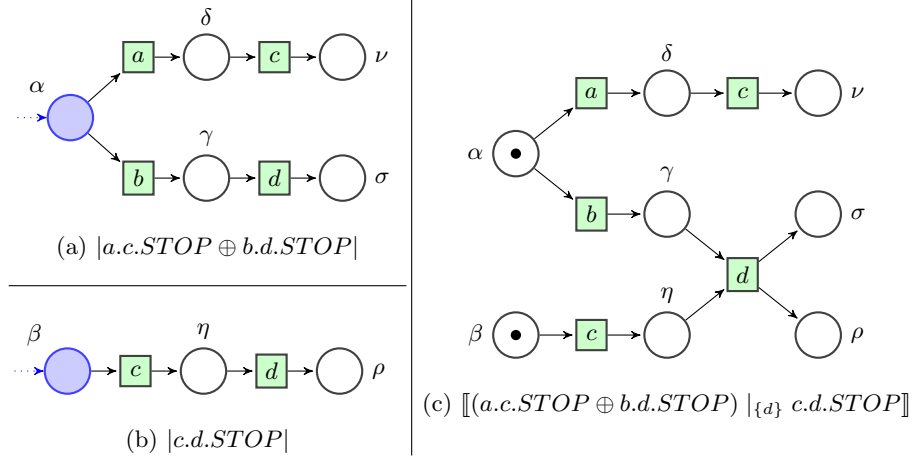 δ
a c ν
α
γ
b d σ
(a) |a.c.STOP ⊕ b.d.STOP|
β η
c d ρ
(b) |c.d.STOP|
δ
a c ν
α
γ
b σ
d
η
β c ρ
(c) ⟦(a.c.STOP ⊕ b.d.STOP) |{d} c.d.STOP⟧